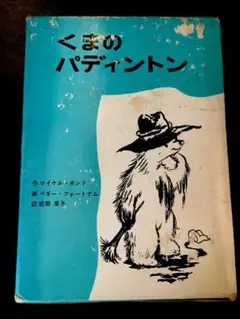 くまの
パディントン
作 マイケル・ボンド
画 ペギー・フォートナム
訳 松岡 享子